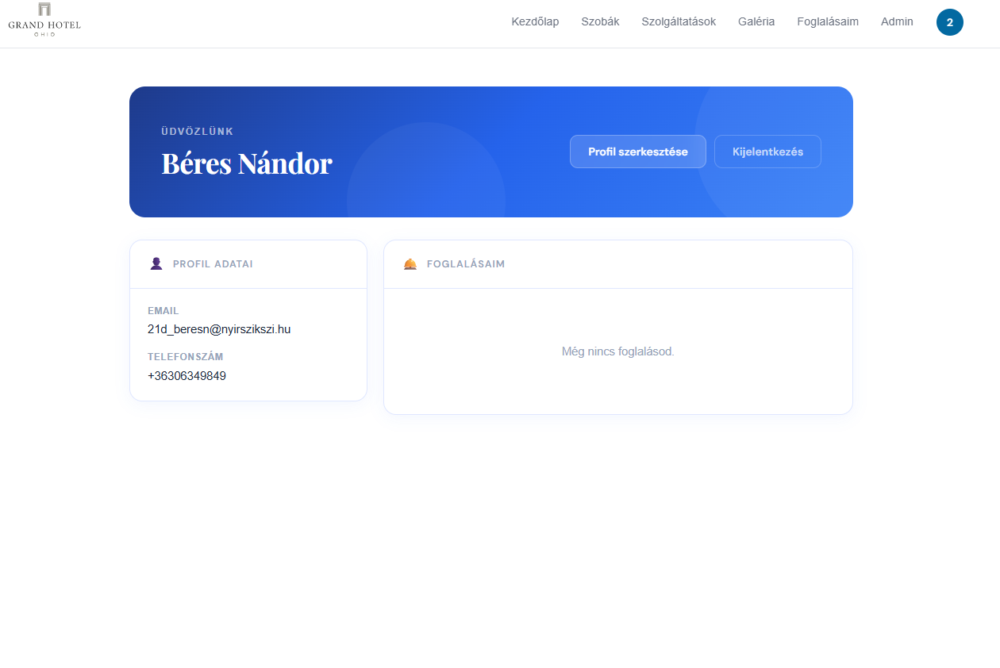 GRAND HOTEL
OHIO
Kezdőlap Szobák Szolgáltatások Galéria Foglalásaim Admin 2
ÜDVÖZLÜNK
Béres Nándor
Profil szerkesztése Kijelentkezés
PROFIL ADATAI
EMAIL
21d_beresn@nyirszikszi.hu
TELEFONSZÁM
+36306349849
FOGLALÁSAIM
Még nincs foglalásod.